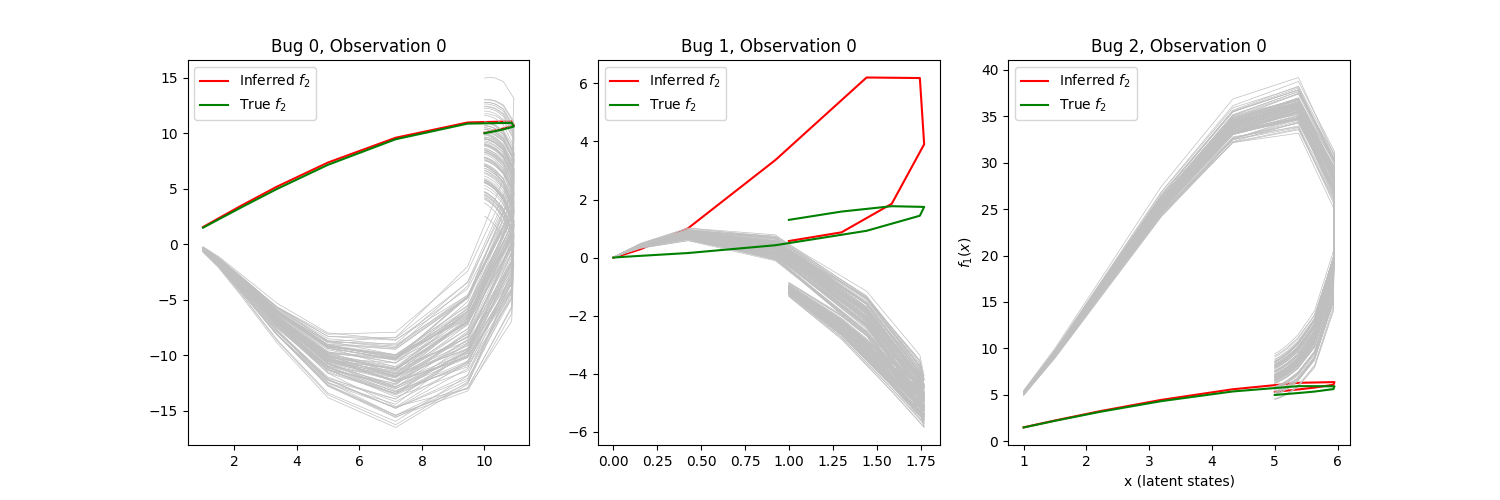 Bug 0, Observation 0
Inferred f₂
True f₂
15
10
5
0
−5
−10
−15
2 4 6 8 10
Bug 1, Observation 0
Inferred f₂
True f₂
6
4
2
0
−2
−4
−6
0.00 0.25 0.50 0.75 1.00 1.25 1.50 1.75
Bug 2, Observation 0
Inferred f₂
True f₂
f₁(x)
40
35
30
25
20
15
10
5
0
1 2 3 4 5 6
x (latent states)